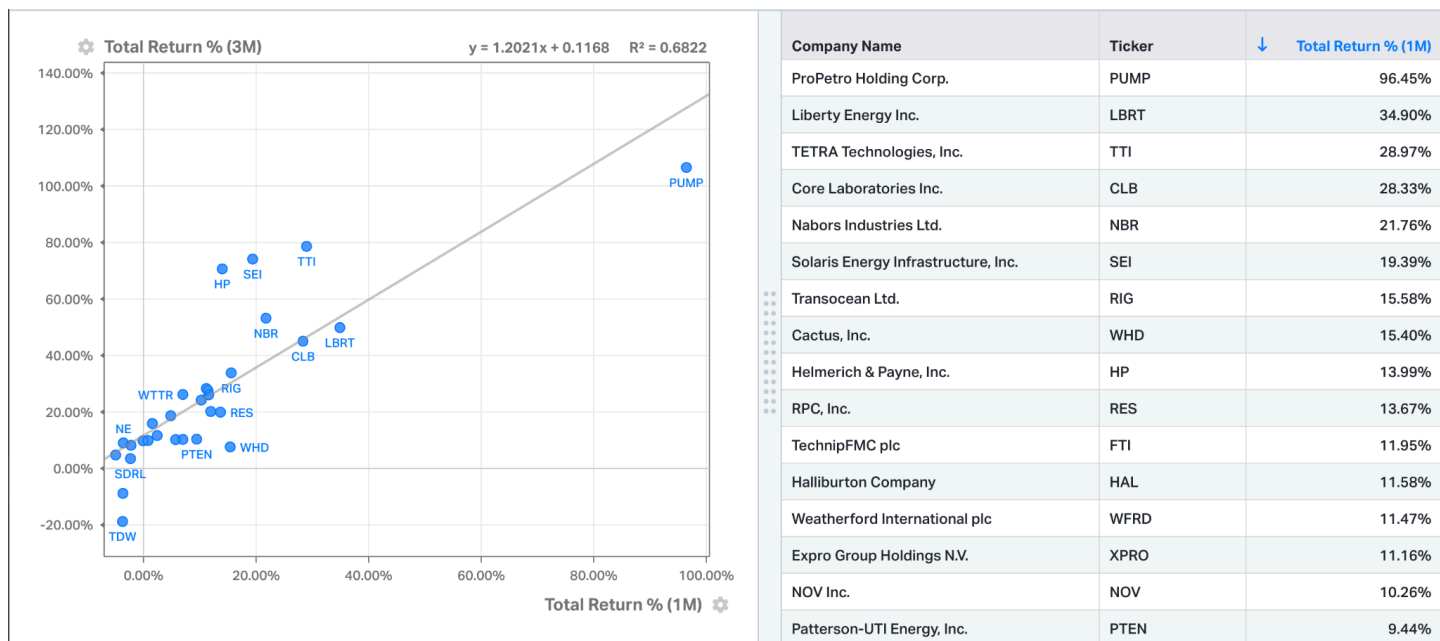 Total Return % (3M)
y = 1.2021x + 0.1168 R² = 0.6822
140.00%
120.00%
100.00%
80.00%
60.00%
40.00%
20.00%
0.00%
-20.00%
PUMP
TTI
SEI
HP
NBR
LBRT
CLB
RIG
WTTR
RES
NE
WHD
PTEN
SDRL
TDW
0.00% 20.00% 40.00% 60.00% 80.00% 100.00%
Total Return % (1M)
Company Name Ticker ↓ Total Return % (1M)
ProPetro Holding Corp. PUMP 96.45%
Liberty Energy Inc. LBRT 34.90%
TETRA Technologies, Inc. TTI 28.97%
Core Laboratories Inc. CLB 28.33%
Nabors Industries Ltd. NBR 21.76%
Solaris Energy Infrastructure, Inc. SEI 19.39%
Transocean Ltd. RIG 15.58%
Cactus, Inc. WHD 15.40%
Helmerich & Payne, Inc. HP 13.99%
RPC, Inc. RES 13.67%
TechnipFMC plc FTI 11.95%
Halliburton Company HAL 11.58%
Weatherford International plc WFRD 11.47%
Expro Group Holdings N.V. XPRO 11.16%
NOV Inc. NOV 10.26%
Patterson-UTI Energy, Inc. PTEN 9.44%